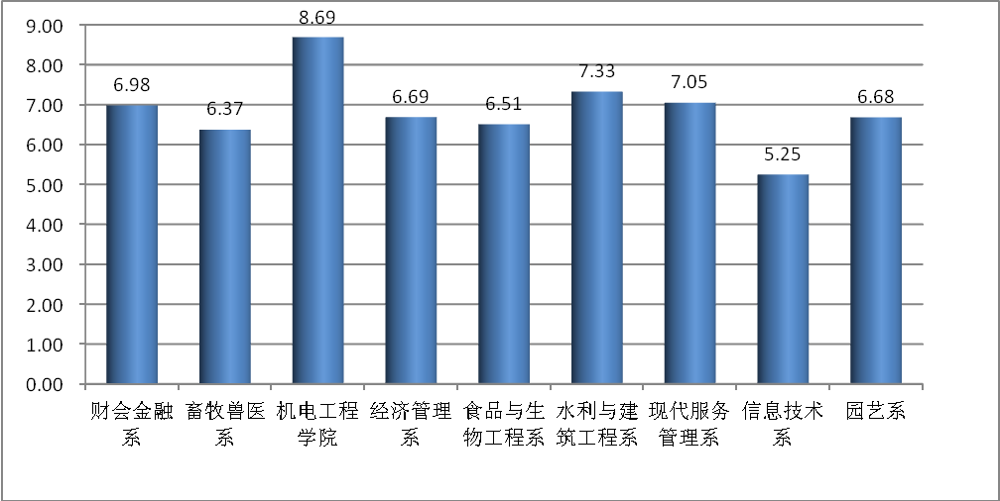 9.00
8.00
7.00
6.00
5.00
4.00
3.00
2.00
1.00
0.00
6.98
6.37
8.69
6.69
6.51
7.33
7.05
5.25
6.68
财会金融
系
畜牧兽医
系
机电工程
学院
经济管理
系
食品与生
物工程系
水利与建
筑工程系
现代服务
管理系
信息技术
系
园艺系